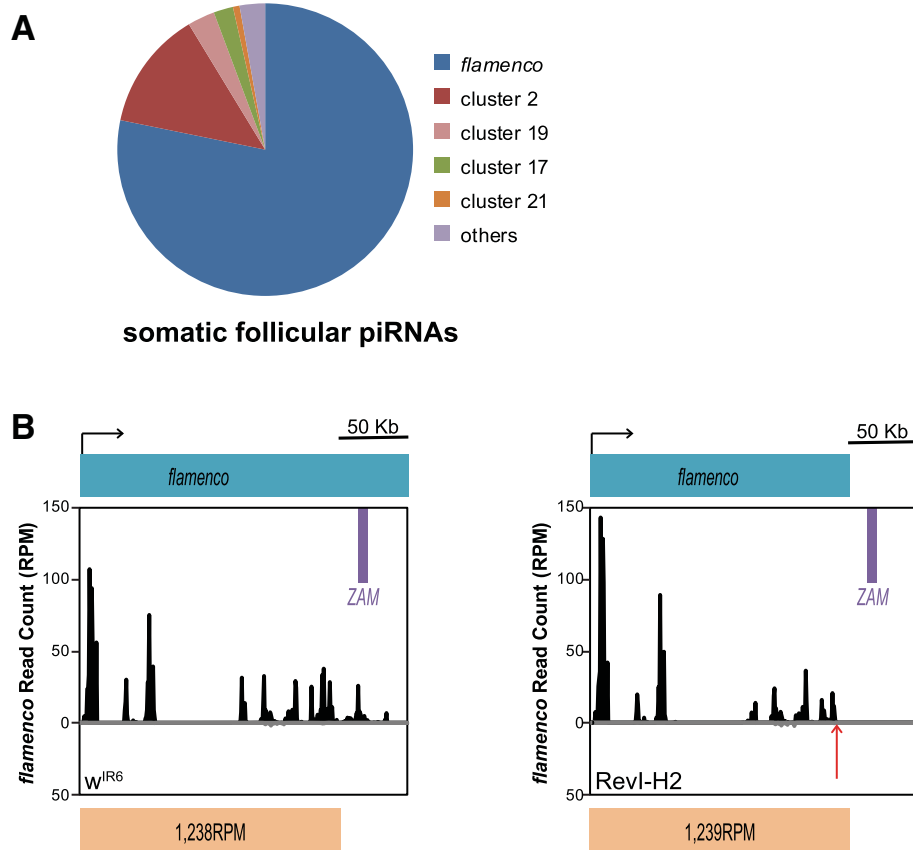 A
flamenco
cluster 2
cluster 19
cluster 17
cluster 21
others
somatic follicular piRNAs
B
50 Kb
flamenco
flamenco Read Count (RPM)
150
100
50
0
50
ZAM
wIR6
1,238RPM
50 Kb
flamenco
flamenco Read Count (RPM)
150
100
50
0
50
ZAM
RevI-H2
1,239RPM